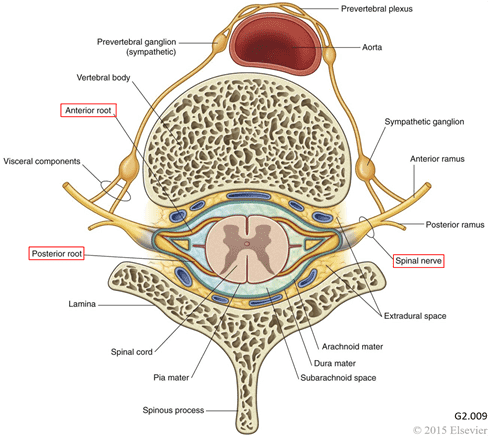 Prevertebral plexus
Prevertebral ganglion
(sympathetic)
Aorta
Vertebral body
Anterior root
Sympathetic ganglion
Visceral components
Anterior ramus
Posterior ramus
Posterior root
Spinal nerve
Lamina
Extradural space
Spinal cord
Arachnoid mater
Dura mater
Pia mater
Subarachnoid space
Spinous process
G2.009
© 2015 Elsevier